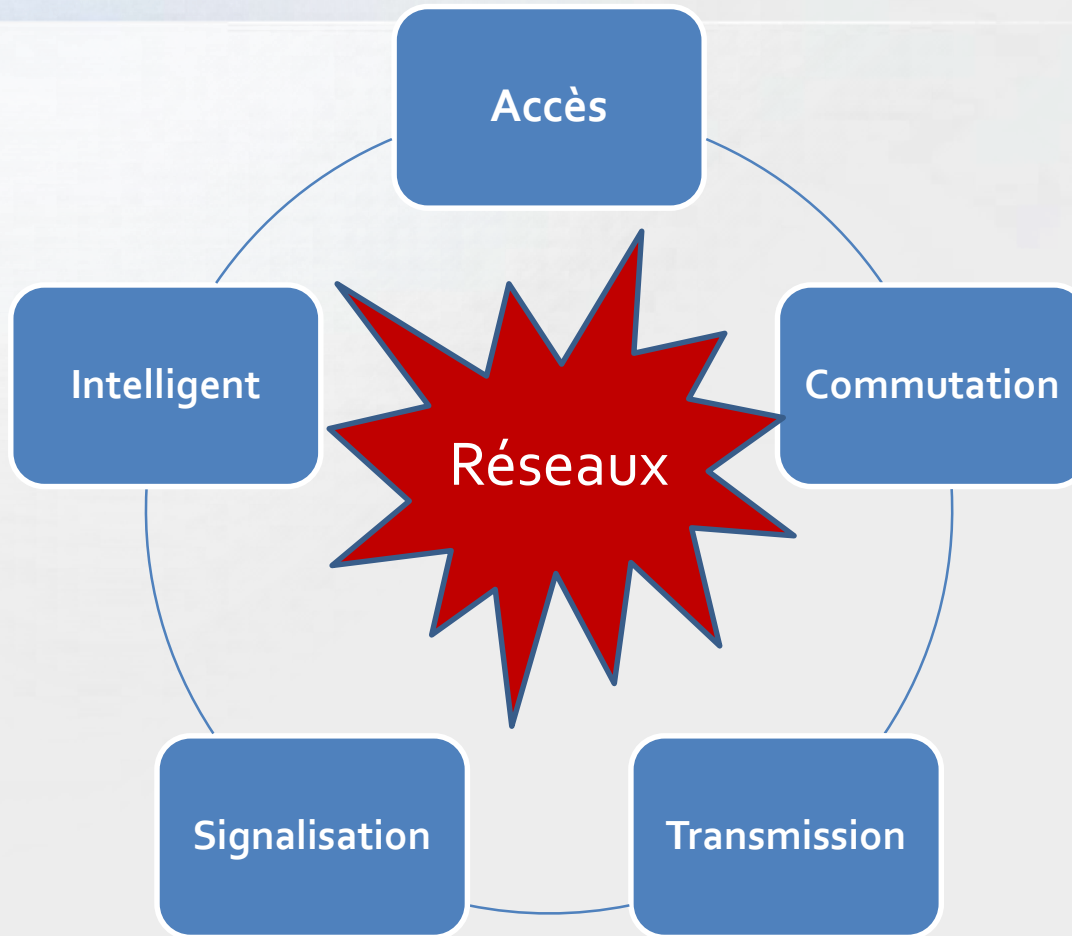 Accès
Intelligent
Commutation
Réseaux
Signalisation
Transmission